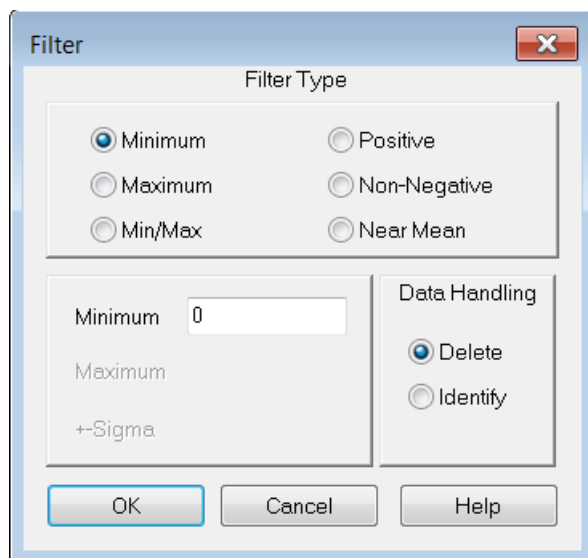 Filter
Filter Type
Minimum
Positive
Maximum
Non-Negative
Min/Max
Near Mean
Minimum 0
Maximum
+-Sigma
Data Handling
Delete
Identify
OK
Cancel
Help